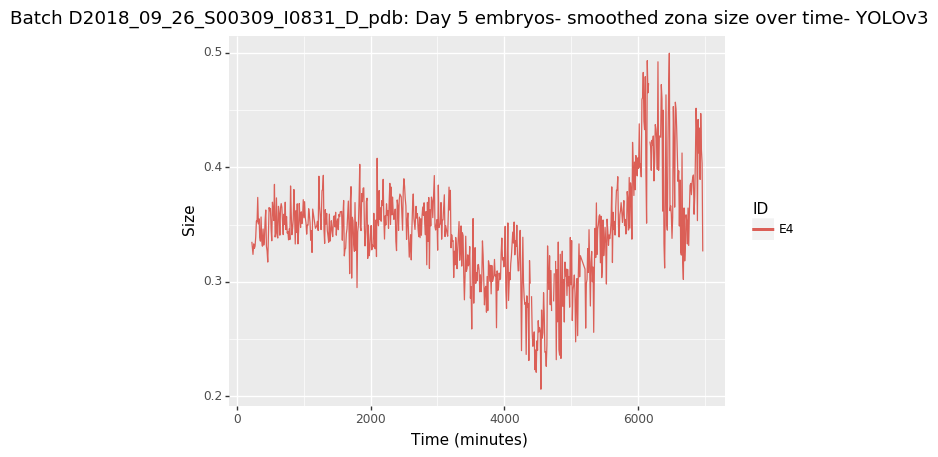 Batch D2018_09_26_S00309_I0831_D_pdb: Day 5 embryos- smoothed zona size over time- YOLOv3
0.5
0.4
0.3
0.2
Size
0
2000
4000
6000
Time (minutes)
ID
E4